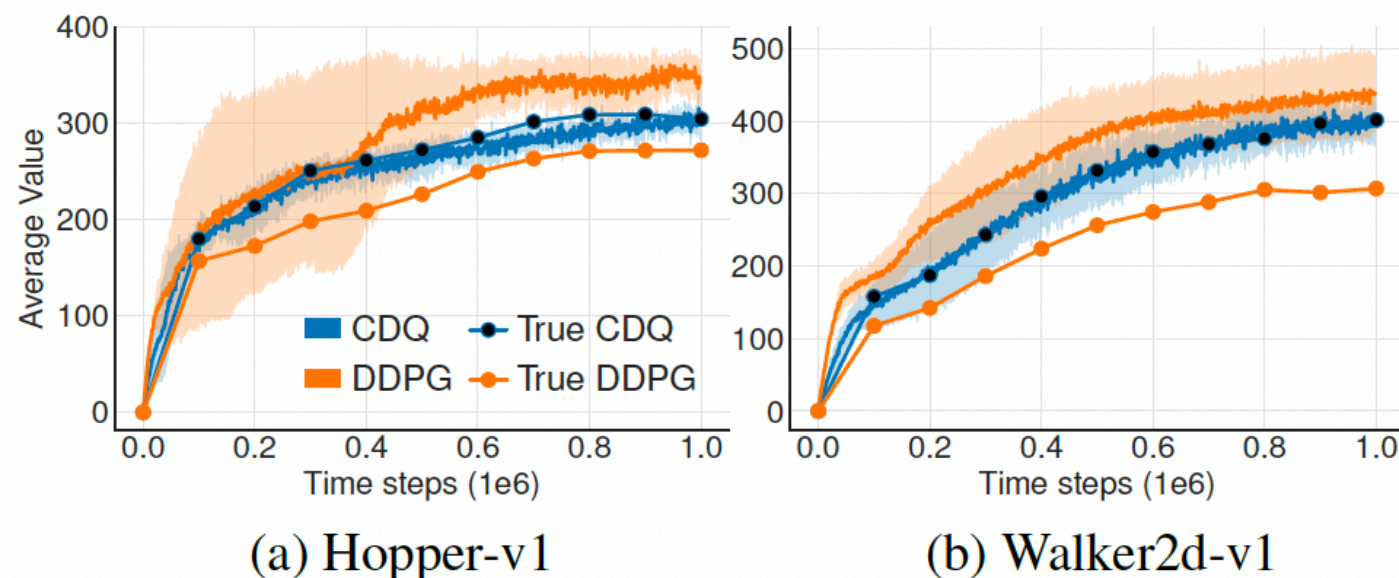 400
300
200
100
0
Average Value
CDQ
True CDQ
DDPG
True DDPG
0.0 0.2 0.4 0.6 0.8 1.0
Time steps (1e6)
(a) Hopper-v1
500
400
300
200
100
0
0.0 0.2 0.4 0.6 0.8 1.0
Time steps (1e6)
(b) Walker2d-v1